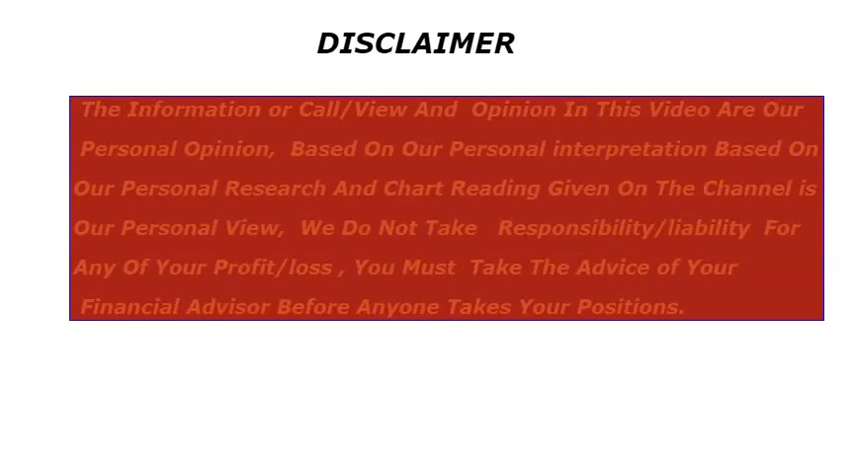 DISCLAIMER
The Information or Call/View And Opinion In This Video Are Our
Personal Opinion, Based On Our Personal interpretation Based On
Our Personal Research And Chart Reading Given On The Channel is
Our Personal View, We Do Not Take Responsibility/liability For
Any Of Your Profit/loss , You Must Take The Advice of Your
Financial Advisor Before Anyone Takes Your Positions.